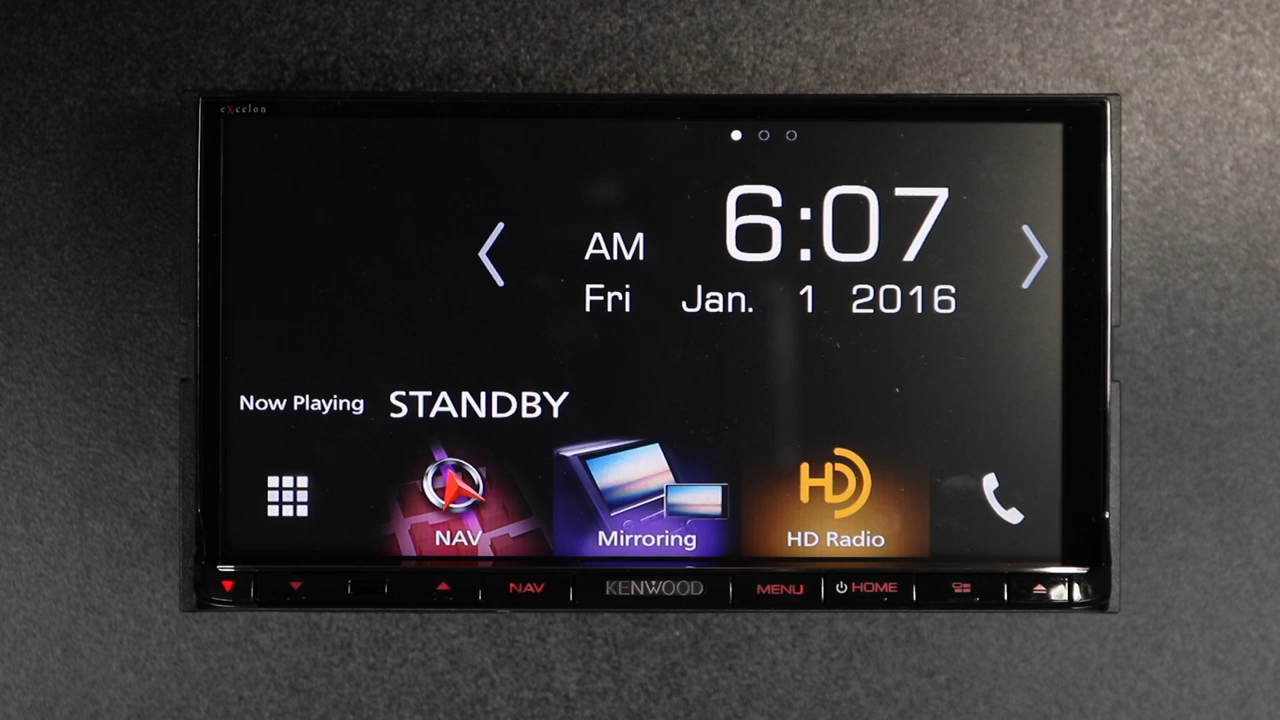 eXcelon
AM 6:07
Fri Jan. 1 2016
Now Playing STANDBY
NAV Mirroring HD Radio
NAV KENWOOD MENU HOME